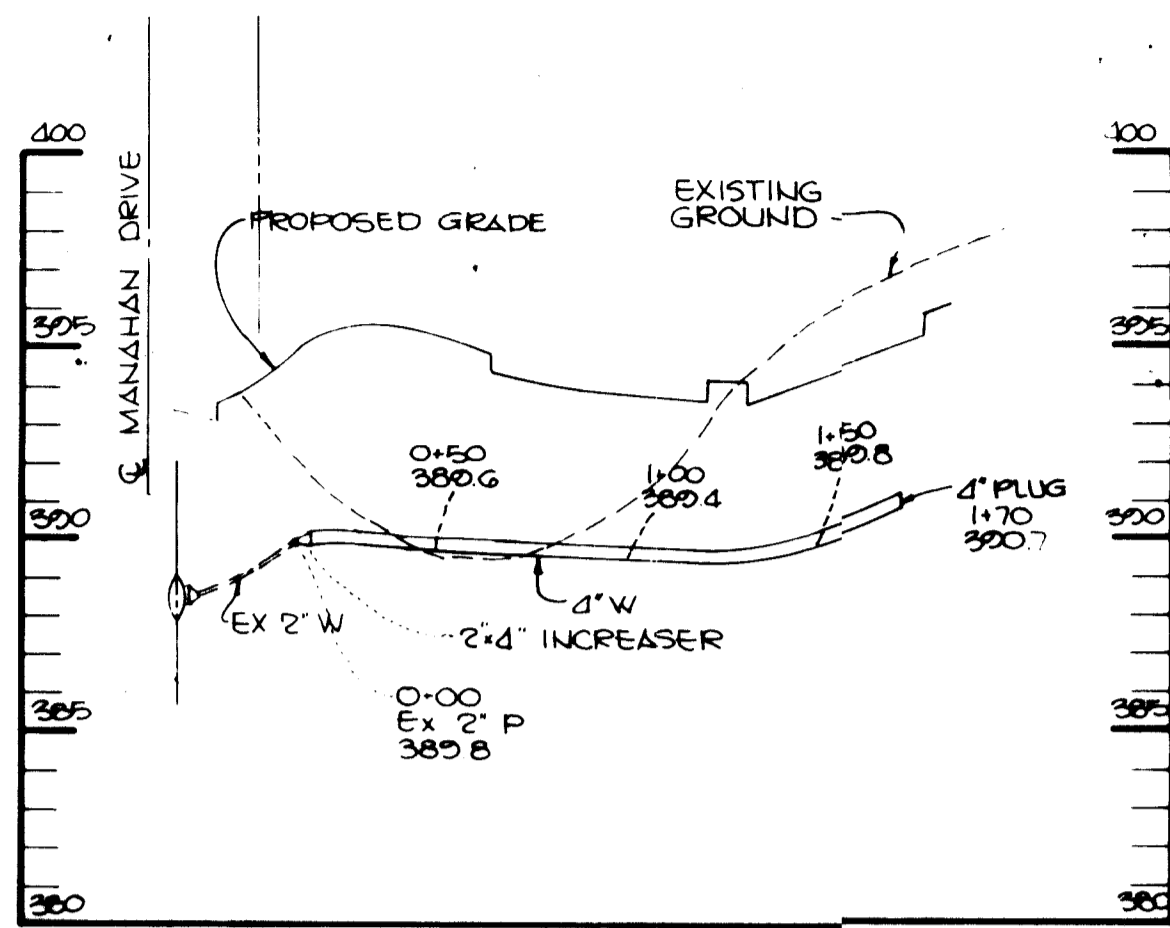 400
100
℄ MANAHAN DRIVE
PROPOSED GRADE
EXISTING
GROUND
395
395
0+50
389.6
1+00
389.4
1+50
389.8
4" PLUG
1+70
390.7
390
390
EX 2" W
4" W
2"x4" INCREASER
0+00
Ex 2" P
389.8
385
385
380
380